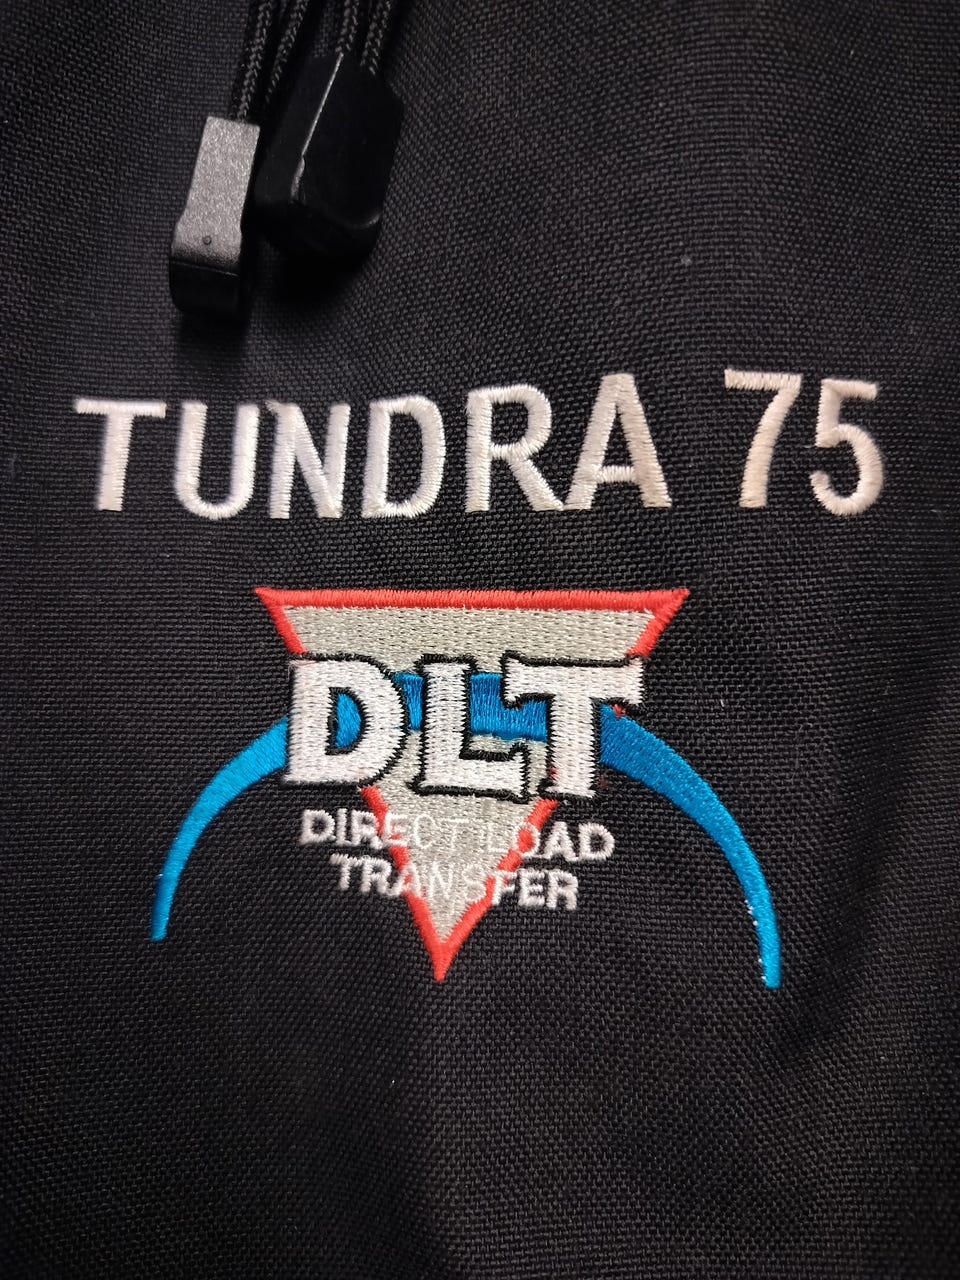 TUNDRA 75
DLT
DIRECT LOAD
TRANSFER